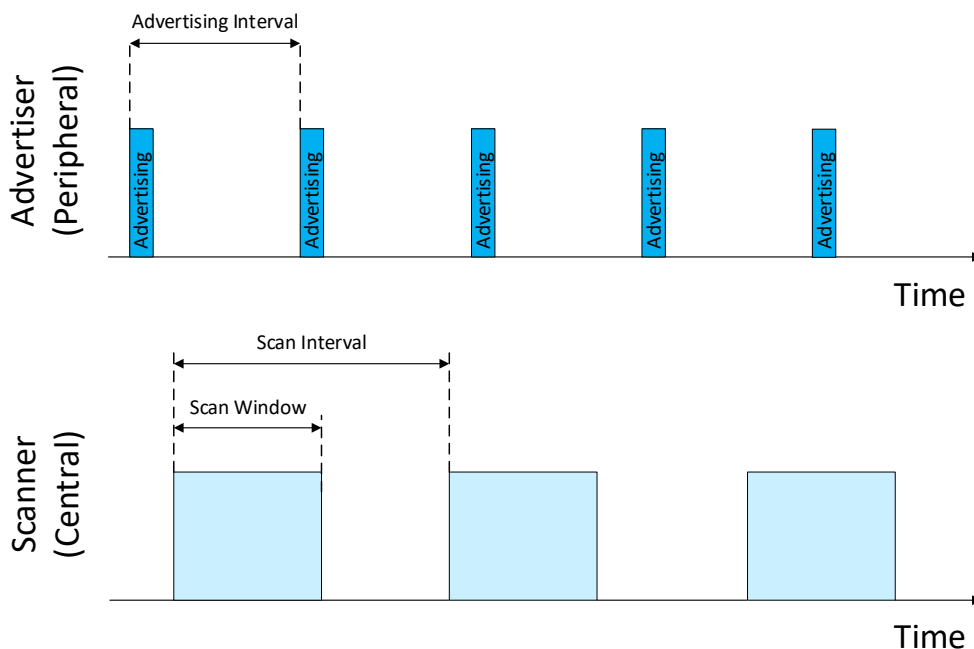 Advertising Interval
Advertiser
(Peripheral)
Advertising
Advertising
Advertising
Advertising
Advertising
Time
Scan Interval
Scan Window
Scanner
(Central)
Time